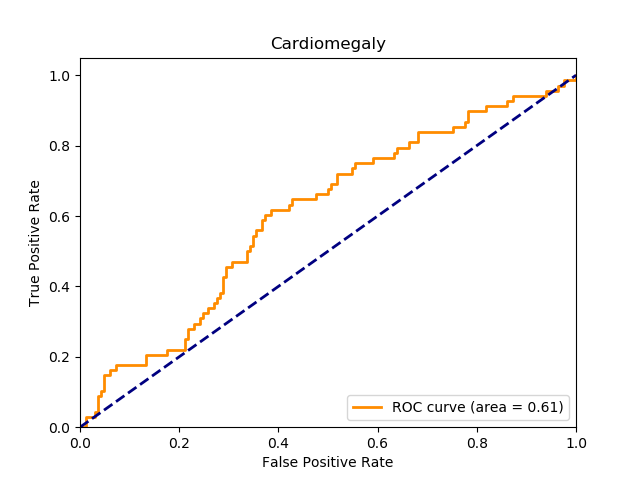 Cardiomegaly
True Positive Rate
1.0
0.8
0.6
0.4
0.2
0.0
ROC curve (area = 0.61)
0.0 0.2 0.4 0.6 0.8 1.0
False Positive Rate